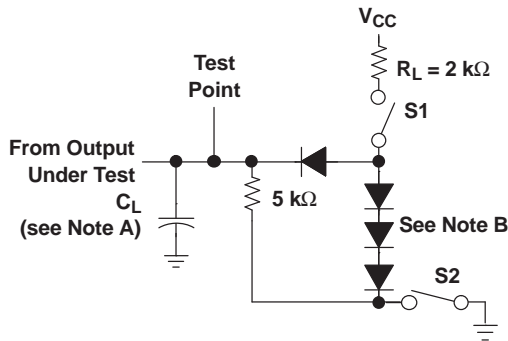 VCC
RL = 2 kΩ
Test
Point
S1
From Output
Under Test
CL
(see Note A)
5 kΩ
See Note B
S2